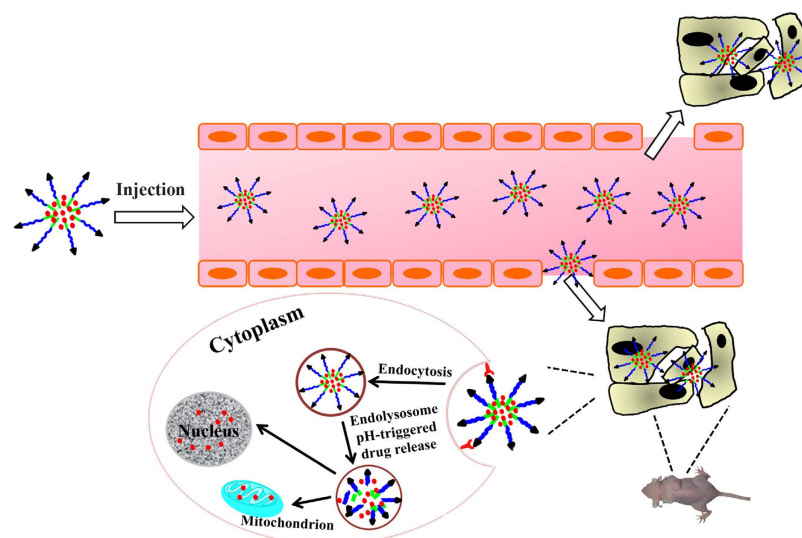 Injection
Cytoplasm
Endocytosis
Endolysosome
pH-triggered
drug release
Nucleus
Mitochondrion